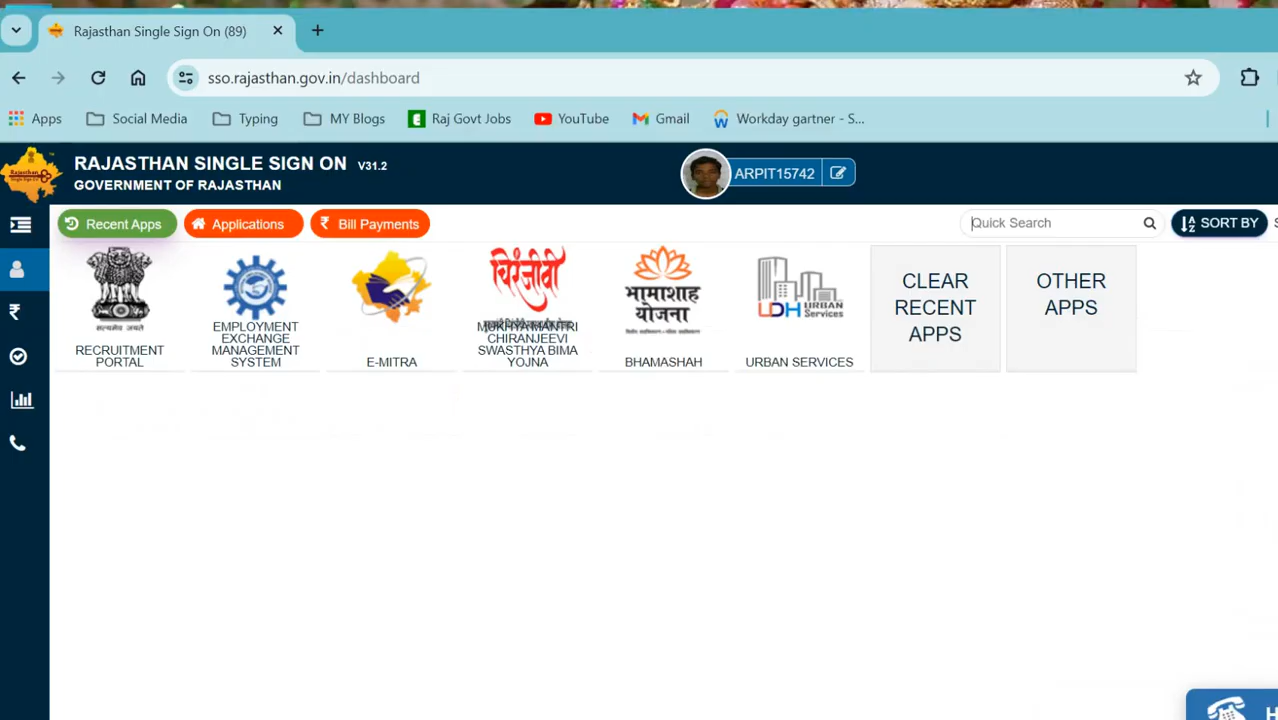 Rajasthan Single Sign On (89)
sso.rajasthan.gov.in/dashboard
Apps Social Media Typing MY Blogs Raj Govt Jobs YouTube Gmail Workday gartner - S...
RAJASTHAN SINGLE SIGN ON V31.2
GOVERNMENT OF RAJASTHAN
ARPIT15742
Recent Apps Applications ₹ Bill Payments Quick Search SORT BY
सत्यमेव जयते
RECRUITMENT
PORTAL
EMPLOYMENT
EXCHANGE
MANAGEMENT
SYSTEM
E-MITRA
चिरंजीवी
MUKHYAMANTRI
CHIRANJEEVI
SWASTHYA BIMA
YOJNA
भामाशाह
योजना
BHAMASHAH
UDH URBAN
Services
URBAN SERVICES
CLEAR
RECENT
APPS
OTHER
APPS
₹